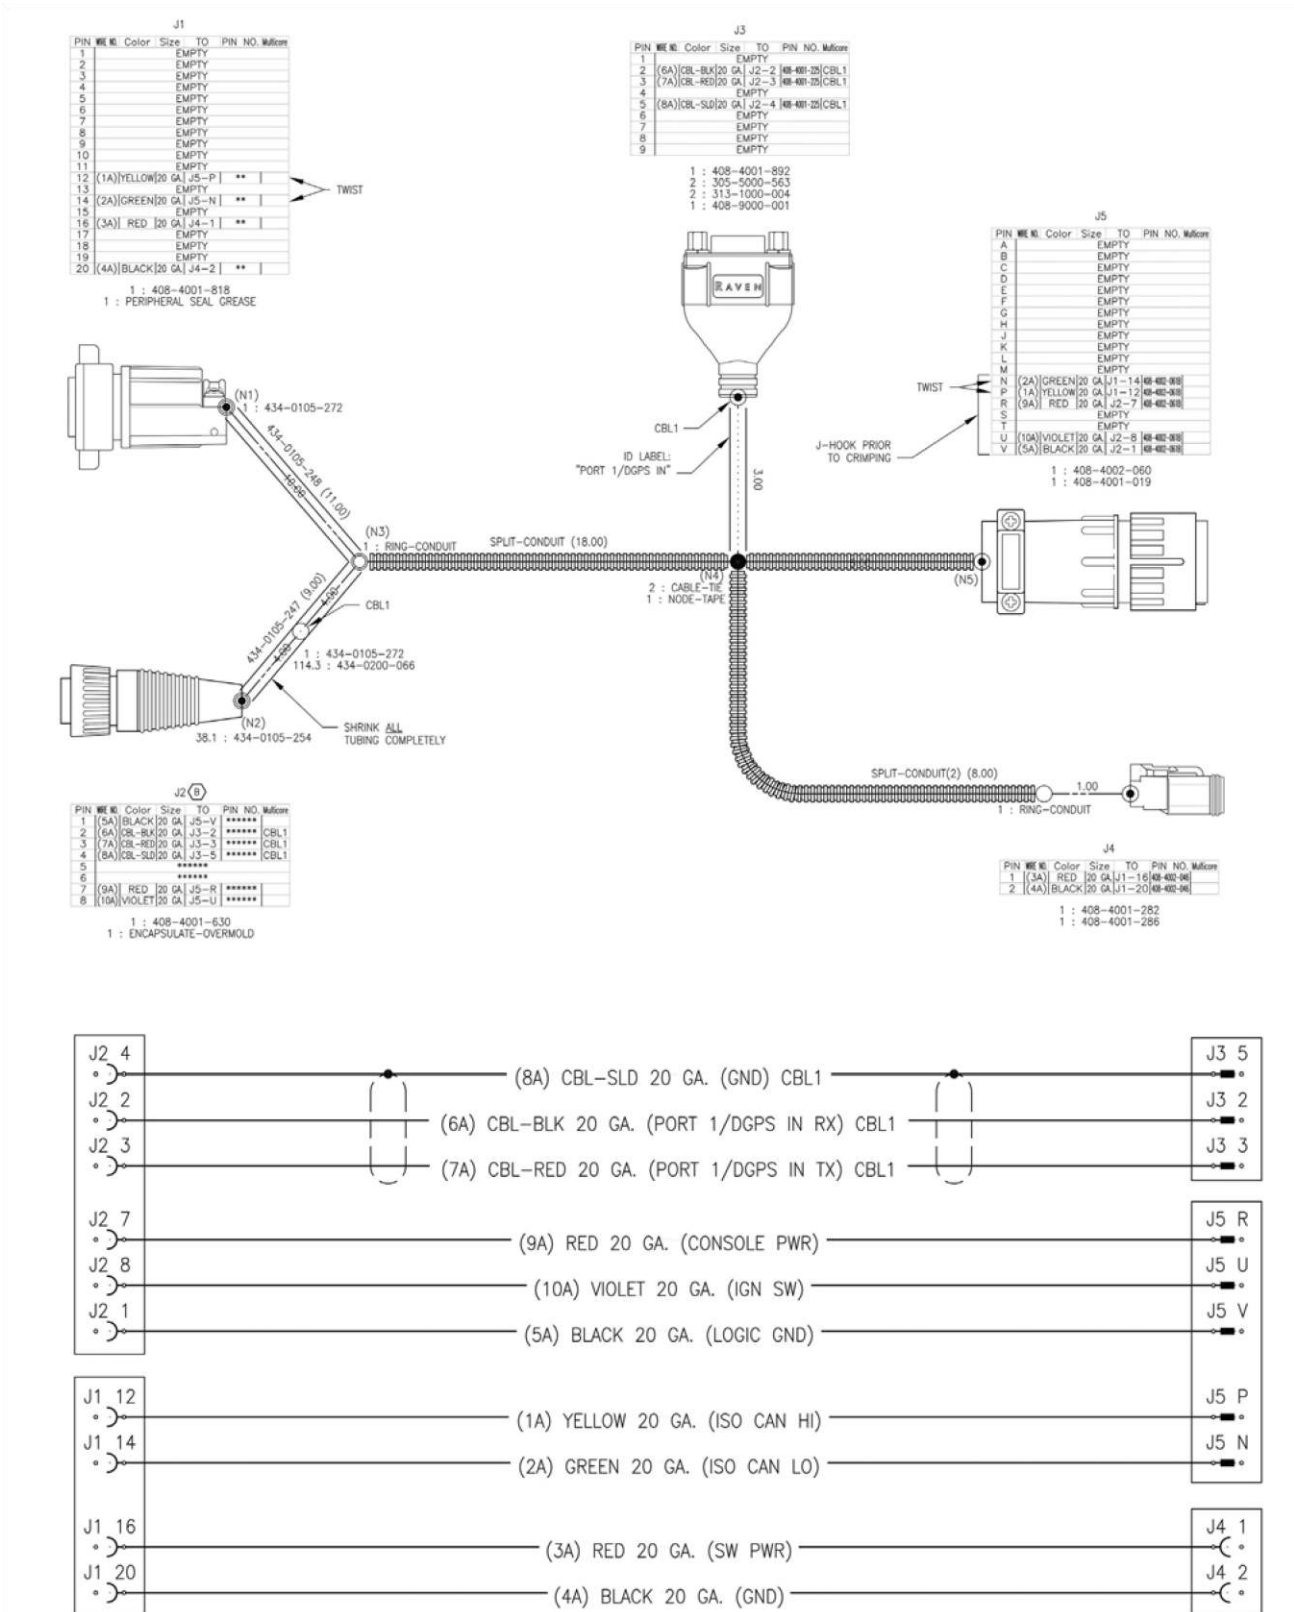 J1
PIN WIRE NO. Color Size TO PIN NO. Multicore
1 EMPTY
2 EMPTY
3 EMPTY
4 EMPTY
5 EMPTY
6 EMPTY
7 EMPTY
8 EMPTY
9 EMPTY
10 EMPTY
11 EMPTY
12 (1A) YELLOW 20 GA. J5-P **
13 EMPTY
14 (2A) GREEN 20 GA. J5-N **
15 EMPTY
16 (3A) RED 20 GA. J4-1 **
17 EMPTY
18 EMPTY
19 EMPTY
20 (4A) BLACK 20 GA. J4-2 **
1 : 408-4001-818
1 : PERIPHERAL SEAL GREASE
TWIST
J3
PIN WIRE NO. Color Size TO PIN NO. Multicore
1 EMPTY
2 (6A) CBL-BLK 20 GA. J2-2 408-4001-225 CBL1
3 (7A) CBL-RED 20 GA. J2-3 408-4001-225 CBL1
4 EMPTY
5 (8A) CBL-SLD 20 GA. J2-4 408-4001-225 CBL1
6 EMPTY
7 EMPTY
8 EMPTY
9 EMPTY
1 : 408-4001-892
2 : 305-5000-563
2 : 313-1000-004
1 : 408-9000-001
RAVEN
J5
PIN WIRE NO. Color Size TO PIN NO. Multicore
A EMPTY
B EMPTY
C EMPTY
D EMPTY
E EMPTY
F EMPTY
G EMPTY
H EMPTY
J EMPTY
K EMPTY
L EMPTY
M EMPTY
N (2A) GREEN 20 GA. J1-14
P (1A) YELLOW 20 GA. J1-12
R (9A) RED 20 GA. J2-7
S EMPTY
T EMPTY
U (10A) VIOLET 20 GA. J2-8
V (5A) BLACK 20 GA. J2-1
1 : 408-4002-060
1 : 408-4001-019
TWIST
J-HOOK PRIOR
TO CRIMPING
(N1)
1 : 434-0105-272
434-0105-248 (11.00)
10.00
CBL1
ID LABEL:
"PORT 1/DGPS IN"
3.00
(N3)
1 : RING-CONDUIT
SPLIT-CONDUIT (18.00)
(N4)
2 : CABLE-TIE
1 : NODE-TAPE
(N5)
434-0105-247 (9.00)
4.00
CBL1
4.00
1 : 434-0105-272
114.3 : 434-0200-066
(N2)
38.1 : 434-0105-254
SHRINK ALL
TUBING COMPLETELY
SPLIT-CONDUIT(2) (8.00)
1.00
1 : RING-CONDUIT
J2 B
PIN WIRE NO. Color Size TO PIN NO. Multicore
1 (5A) BLACK 20 GA. J5-V ******
2 (6A) CBL-BLK 20 GA. J3-2 ****** CBL1
3 (7A) CBL-RED 20 GA. J3-3 ****** CBL1
4 (8A) CBL-SLD 20 GA. J3-5 ****** CBL1
5 ******
6 ******
7 (9A) RED 20 GA. J5-R ******
8 (10A) VIOLET 20 GA. J5-U ******
1 : 408-4001-630
1 : ENCAPSULATE-OVERMOLD
J4
PIN WIRE NO. Color Size TO PIN NO. Multicore
1 (3A) RED 20 GA. J1-16
2 (4A) BLACK 20 GA. J1-20
1 : 408-4001-282
1 : 408-4001-286
J2 4 (8A) CBL-SLD 20 GA. (GND) CBL1 J3 5
J2 2 (6A) CBL-BLK 20 GA. (PORT 1/DGPS IN RX) CBL1 J3 2
J2 3 (7A) CBL-RED 20 GA. (PORT 1/DGPS IN TX) CBL1 J3 3
J2 7 (9A) RED 20 GA. (CONSOLE PWR) J5 R
J2 8 (10A) VIOLET 20 GA. (IGN SW) J5 U
J2 1 (5A) BLACK 20 GA. (LOGIC GND) J5 V
J1 12 (1A) YELLOW 20 GA. (ISO CAN HI) J5 P
J1 14 (2A) GREEN 20 GA. (ISO CAN LO) J5 N
J1 16 (3A) RED 20 GA. (SW PWR) J4 1
J1 20 (4A) BLACK 20 GA. (GND) J4 2